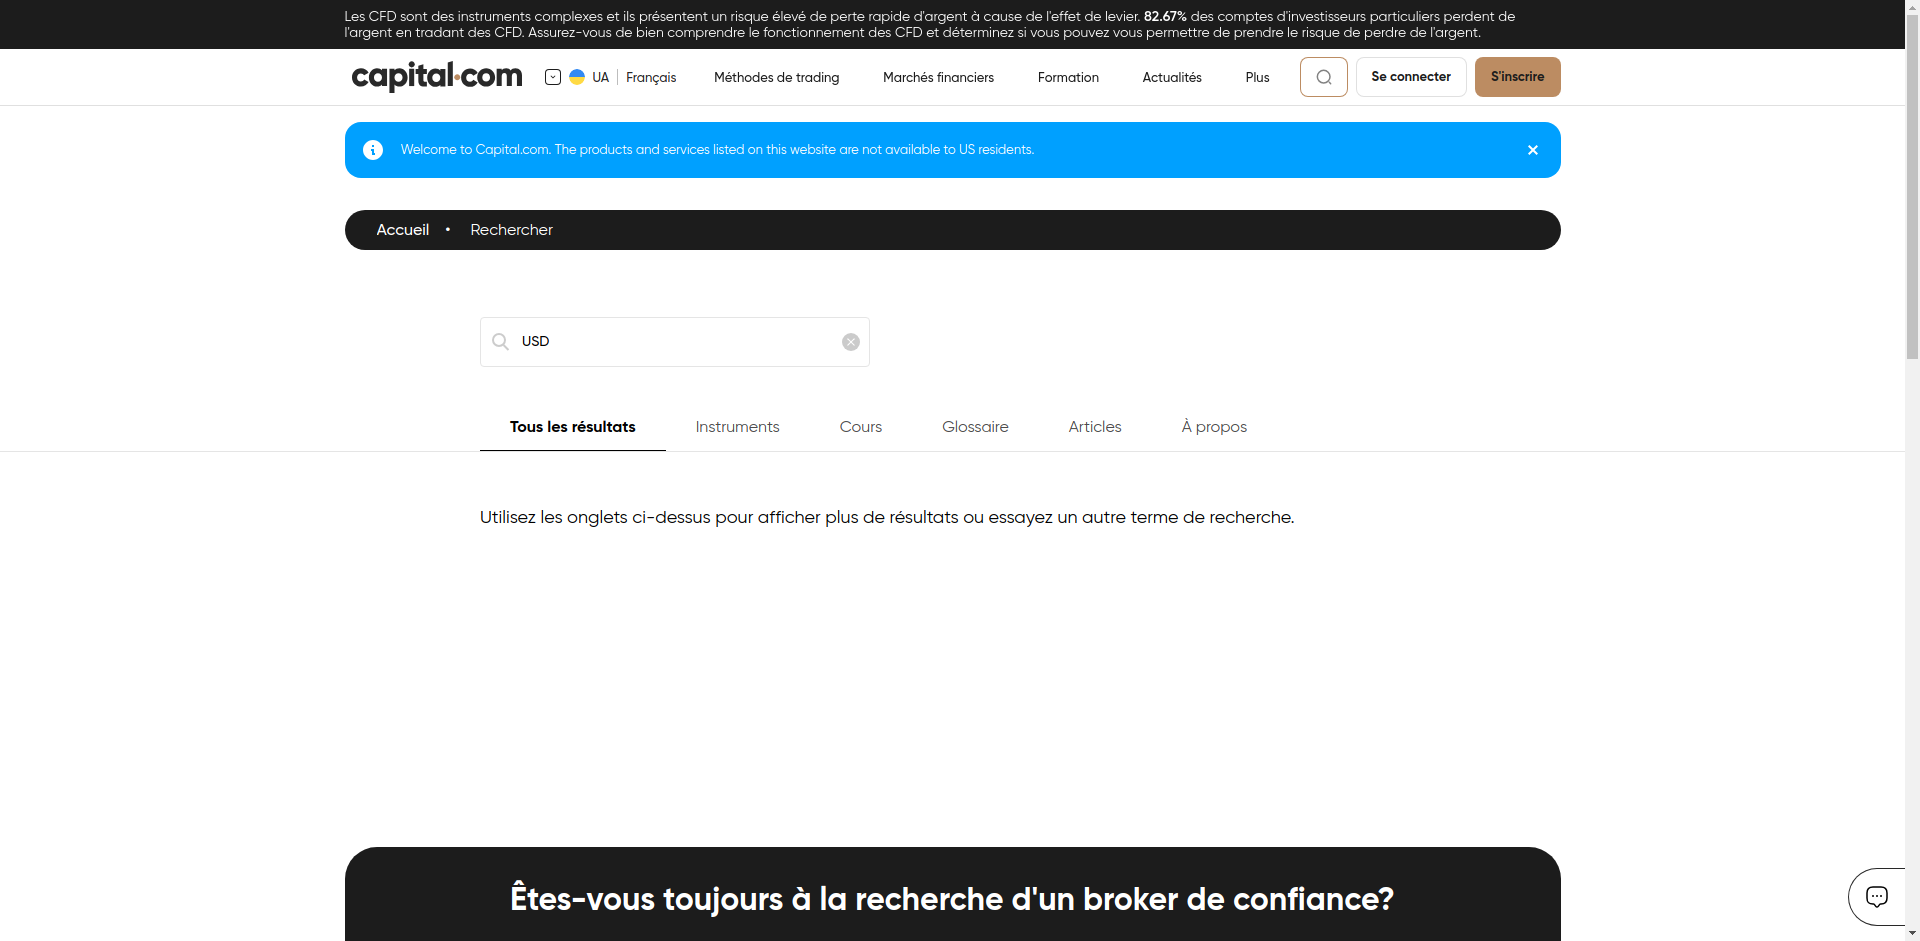 Les CFD sont des instruments complexes et ils présentent un risque élevé de perte rapide d'argent à cause de l'effet de levier. 82.67% des comptes d'investisseurs particuliers perdent de
l'argent en tradant des CFD. Assurez-vous de bien comprendre le fonctionnement des CFD et déterminez si vous pouvez vous permettre de prendre le risque de perdre de l'argent.
capital.com UA Français Méthodes de trading Marchés financiers Formation Actualités Plus Se connecter S'inscrire
Welcome to Capital.com. The products and services listed on this website are not available to US residents.
Accueil • Rechercher
USD
Tous les résultats Instruments Cours Glossaire Articles À propos
Utilisez les onglets ci-dessus pour afficher plus de résultats ou essayez un autre terme de recherche.
Êtes-vous toujours à la recherche d'un broker de confiance?